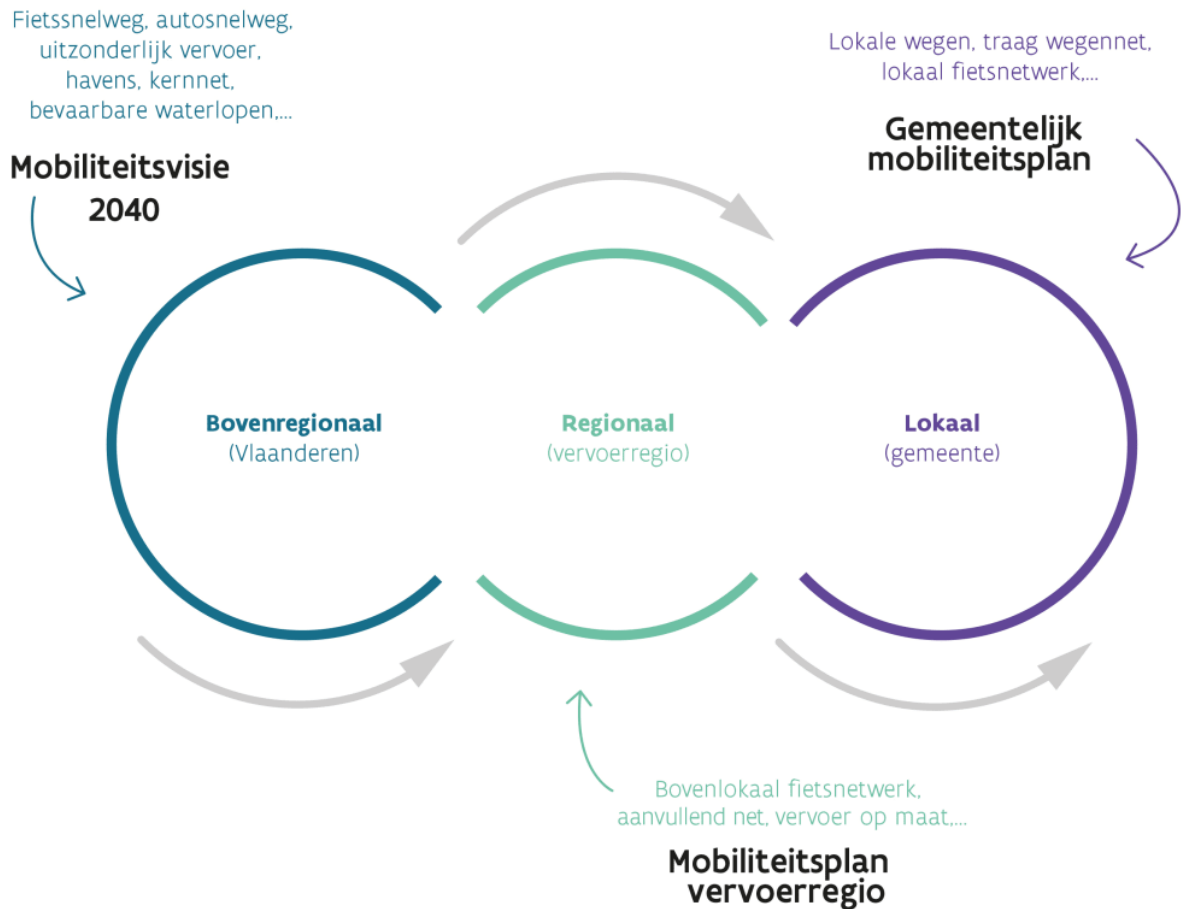 Fietssnelweg, autosnelweg,
uitzonderlijk vervoer,
havens, kernnet,
bevaarbare waterlopen,...
Mobiliteitsvisie
2040
Lokale wegen, traag wegennet,
lokaal fietsnetwerk,...
Gemeentelijk
mobiliteitsplan
Bovenregionaal
(Vlaanderen)
Regionaal
(vervoerregio)
Lokaal
(gemeente)
Bovenlokaal fietsnetwerk,
aanvullend net, vervoer op maat,...
Mobiliteitsplan
vervoerregio